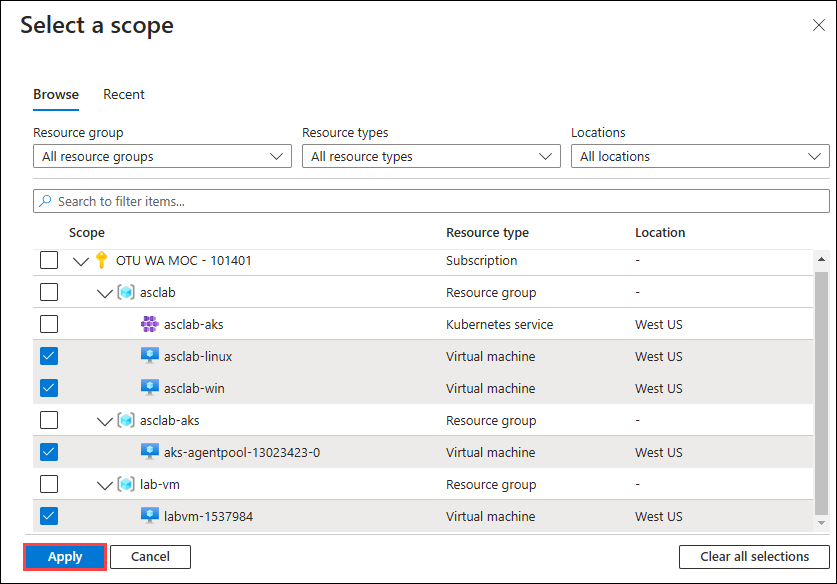 Select a scope
Browse Recent
Resource group Resource types Locations
All resource groups All resource types All locations
Search to filter items...
Scope Resource type Location
OTU WA MOC - 101401 Subscription -
asclab Resource group -
asclab-aks Kubernetes service West US
asclab-linux Virtual machine West US
asclab-win Virtual machine West US
asclab-aks Resource group -
aks-agentpool-13023423-0 Virtual machine West US
lab-vm Resource group -
labvm-1537984 Virtual machine West US
Apply Cancel Clear all selections